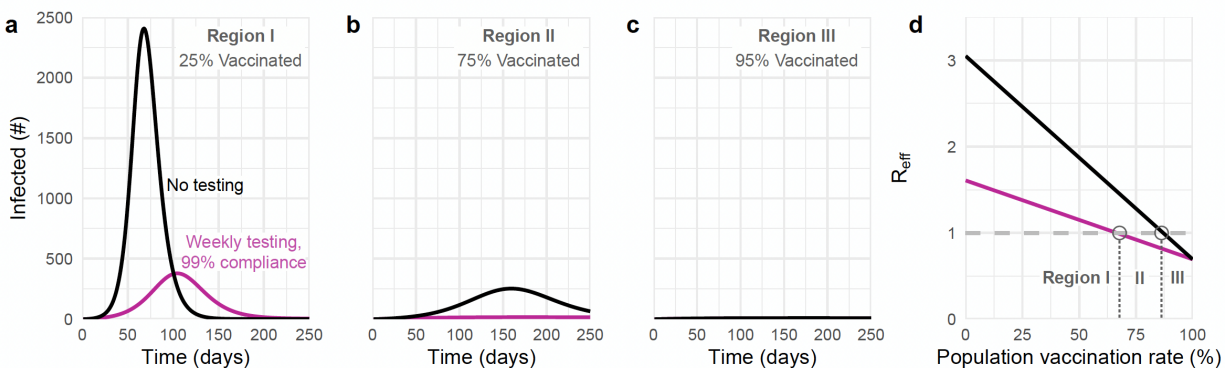 a
Region I
25% Vaccinated
2500
2000
1500
1000
500
0
Infected (#)
No testing
Weekly testing,
99% compliance
0 50 100 150 200 250
Time (days)
b
Region II
75% Vaccinated
0 50 100 150 200 250
Time (days)
c
Region III
95% Vaccinated
0 50 100 150 200 250
Time (days)
d
3
2
1
0
Reff
Region I II III
0 25 50 75 100
Population vaccination rate (%)